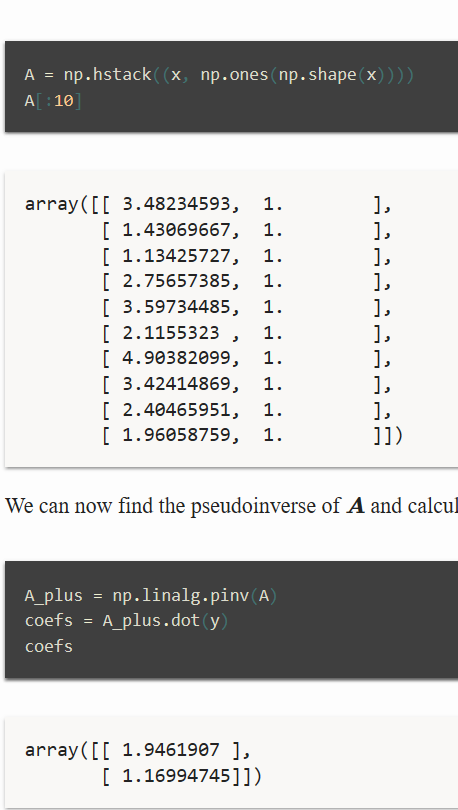 A = np.hstack((x, np.ones(np.shape(x))))
A[:10]
array([[ 3.48234593,  1.        ],
       [ 1.43069667,  1.        ],
       [ 1.13425727,  1.        ],
       [ 2.75657385,  1.        ],
       [ 3.59734485,  1.        ],
       [ 2.1155323 ,  1.        ],
       [ 4.90382099,  1.        ],
       [ 3.42414869,  1.        ],
       [ 2.40465951,  1.        ],
       [ 1.96058759,  1.        ]])
We can now find the pseudoinverse of A and calcul
A_plus = np.linalg.pinv(A)
coefs = A_plus.dot(y)
coefs
array([[ 1.9461907 ],
       [ 1.16994745]])